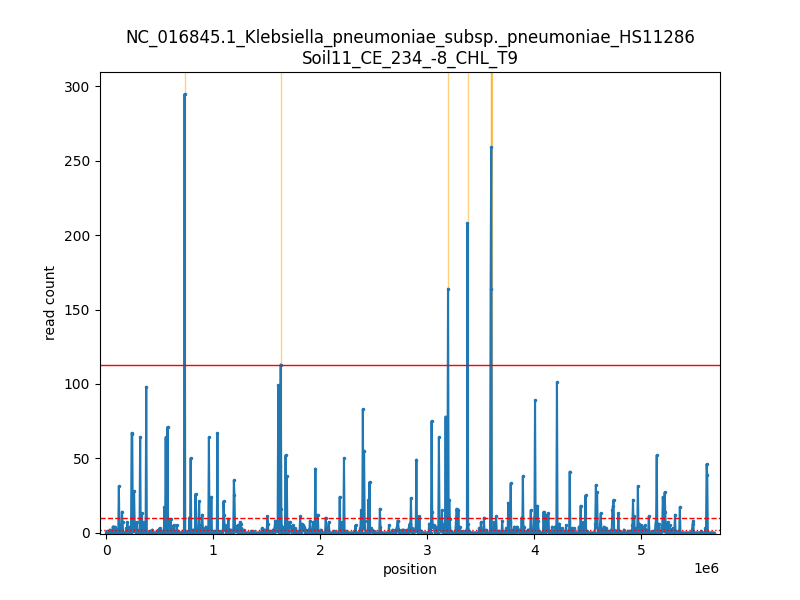 NC_016845.1_Klebsiella_pneumoniae_subsp._pneumoniae_HS11286
Soil11_CE_234_-8_CHL_T9
300
250
200
150
100
50
0
read count
0 1 2 3 4 5
1e6
position